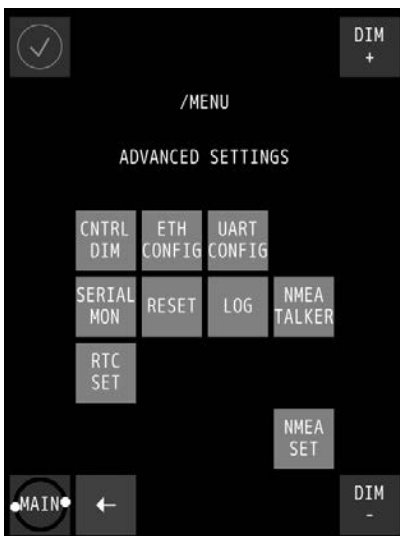 DIM
+
/MENU
ADVANCED SETTINGS
CNTRL
DIM
ETH
CONFIG
UART
CONFIG
SERIAL
MON
RESET
LOG
NMEA
TALKER
RTC
SET
NMEA
SET
MAIN
←
DIM
-